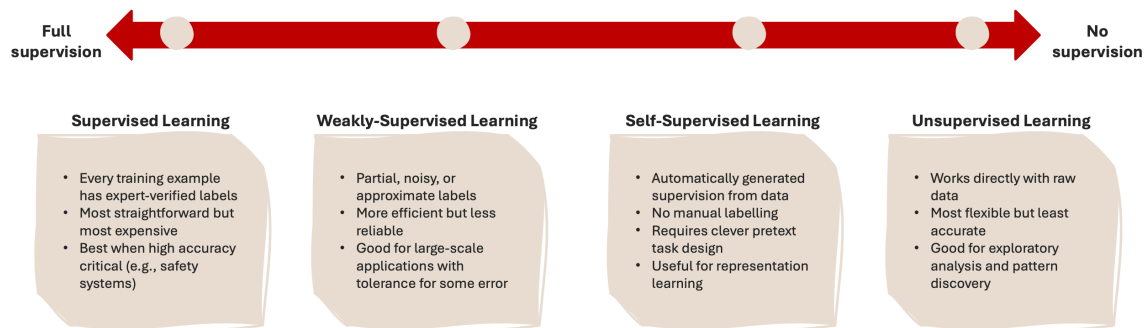 Full
supervision
No
supervision
Supervised Learning
• Every training example
has expert-verified labels
• Most straightforward but
most expensive
• Best when high accuracy
critical (e.g., safety
systems)
Weakly-Supervised Learning
• Partial, noisy, or
approximate labels
• More efficient but less
reliable
• Good for large-scale
applications with
tolerance for some error
Self-Supervised Learning
• Automatically generated
supervision from data
• No manual labelling
• Requires clever pretext
task design
• Useful for representation
learning
Unsupervised Learning
• Works directly with raw
data
• Most flexible but least
accurate
• Good for exploratory
analysis and pattern
discovery